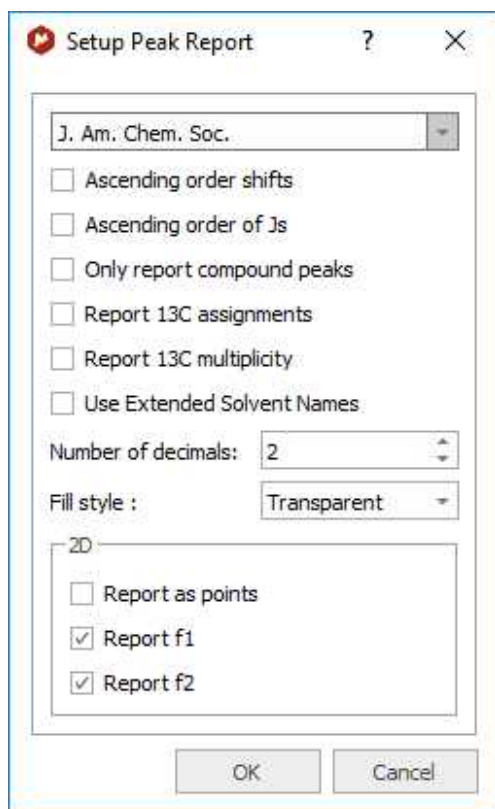 Setup Peak Report ?
J. Am. Chem. Soc.
Ascending order shifts
Ascending order of Js
Only report compound peaks
Report 13C assignments
Report 13C multiplicity
Use Extended Solvent Names
Number of decimals: 2
Fill style : Transparent
2D
Report as points
Report f1
Report f2
OK Cancel